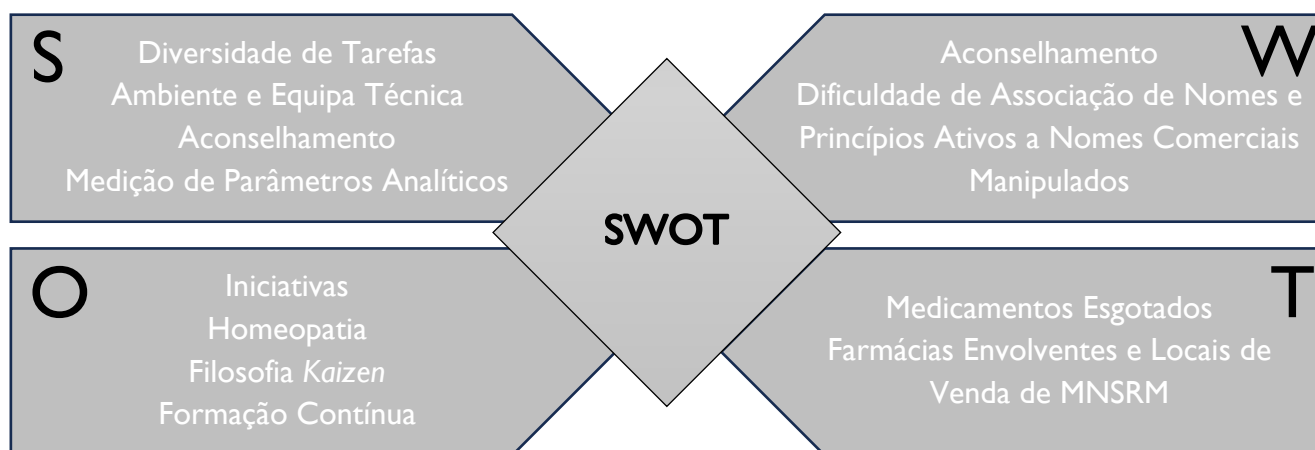 S
Diversidade de Tarefas
Ambiente e Equipa Técnica
Aconselhamento
Medição de Parâmetros Analíticos
W
Aconselhamento
Dificuldade de Associação de Nomes e
Princípios Ativos a Nomes Comerciais
Manipulados
SWOT
O
Iniciativas
Homeopatia
Filosofia Kaizen
Formação Contínua
T
Medicamentos Esgotados
Farmácias Envolventes e Locais de
Venda de MNSRM